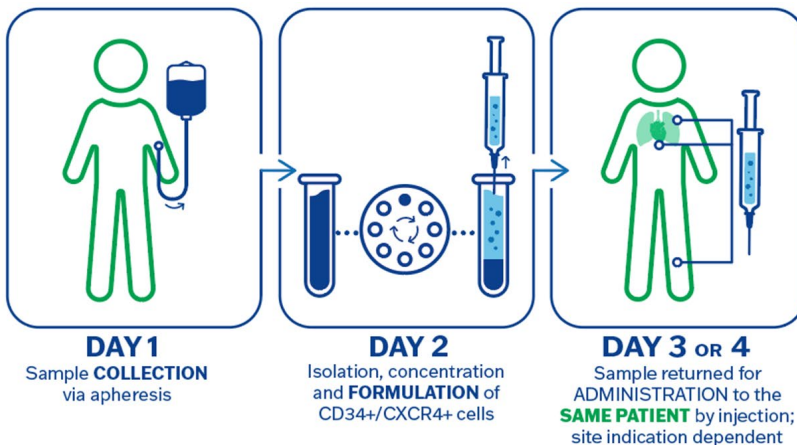 DAY 1
Sample COLLECTION
via apheresis
DAY 2
Isolation, concentration
and FORMULATION of
CD34+/CXCR4+ cells
DAY 3 OR 4
Sample returned for
ADMINISTRATION to the
SAME PATIENT by injection;
site indication dependent